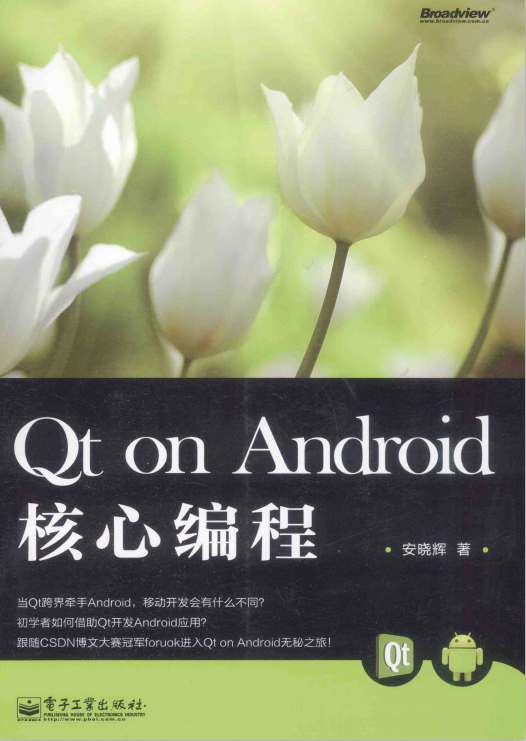 Broadview®
www.broadview.com.cn
Qt on Android
核心编程
• 安晓辉 著 •
当Qt跨界牵手Android，移动开发会有什么不同？
初学者如何借助Qt开发Android应用？
跟随CSDN博文大赛冠军foruok进入Qt on Android无秘之旅！
Qt
電子工業出版社·
PUBLISHING HOUSE OF ELECTRONICS INDUSTRY
http://www.phei.com.cn